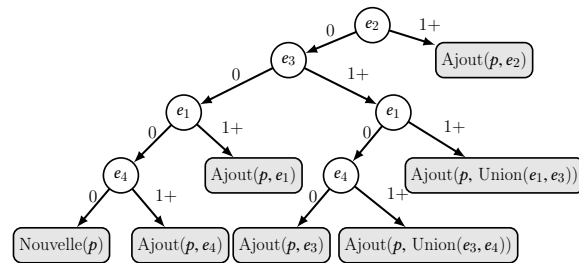 e₂
0 1+
e₃ Ajout(p, e₂)
0 1+
e₁ e₁
0 1+ 0 1+
e₄ Ajout(p, e₁) e₄ Ajout(p, Union(e₁, e₃))
0 1+ 0 1+
Nouvelle(p) Ajout(p, e₄) Ajout(p, e₃) Ajout(p, Union(e₃, e₄))